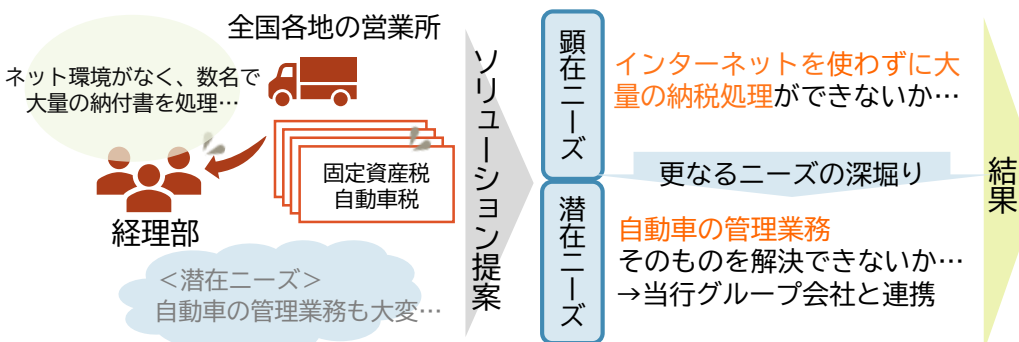 全国各地の営業所
ネット環境がなく、数名で
大量の納付書を処理…
固定資産税
自動車税
経理部
＜潜在ニーズ＞
自動車の管理業務も大変…
ソリューション提案
顕在ニーズ
インターネットを使わずに大
量の納税処理ができないか…
更なるニーズの深堀り
潜在ニーズ
自動車の管理業務
そのものを解決できないか…
→当行グループ会社と連携
結果